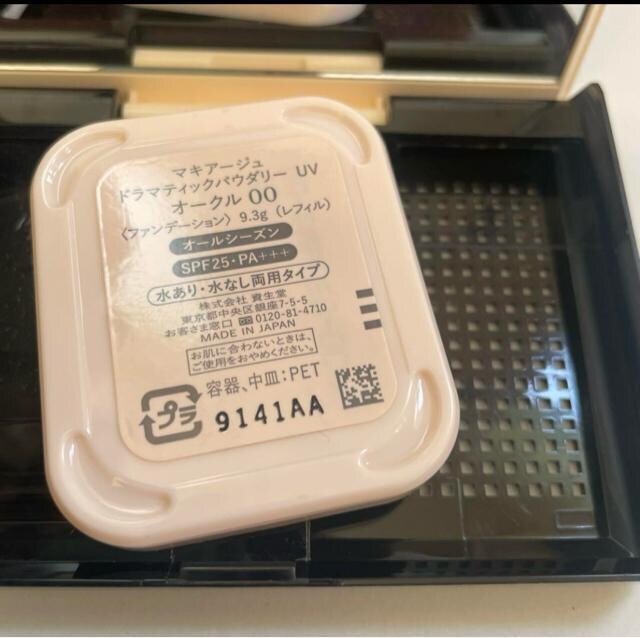 マキアージュ
ドラマティックパウダリー UV
オークル 00
〈ファンデーション〉 9.3g 〈レフィル〉
オールシーズン
SPF25・PA+++
水あり・水なし両用タイプ
株式会社 資生堂
東京都中央区銀座7-5-5
お客さま窓口 0120-81-4710
MADE IN JAPAN
お肌に合わないときは、
ご使用をおやめください。
容器、中皿：PET
プラ
9141AA